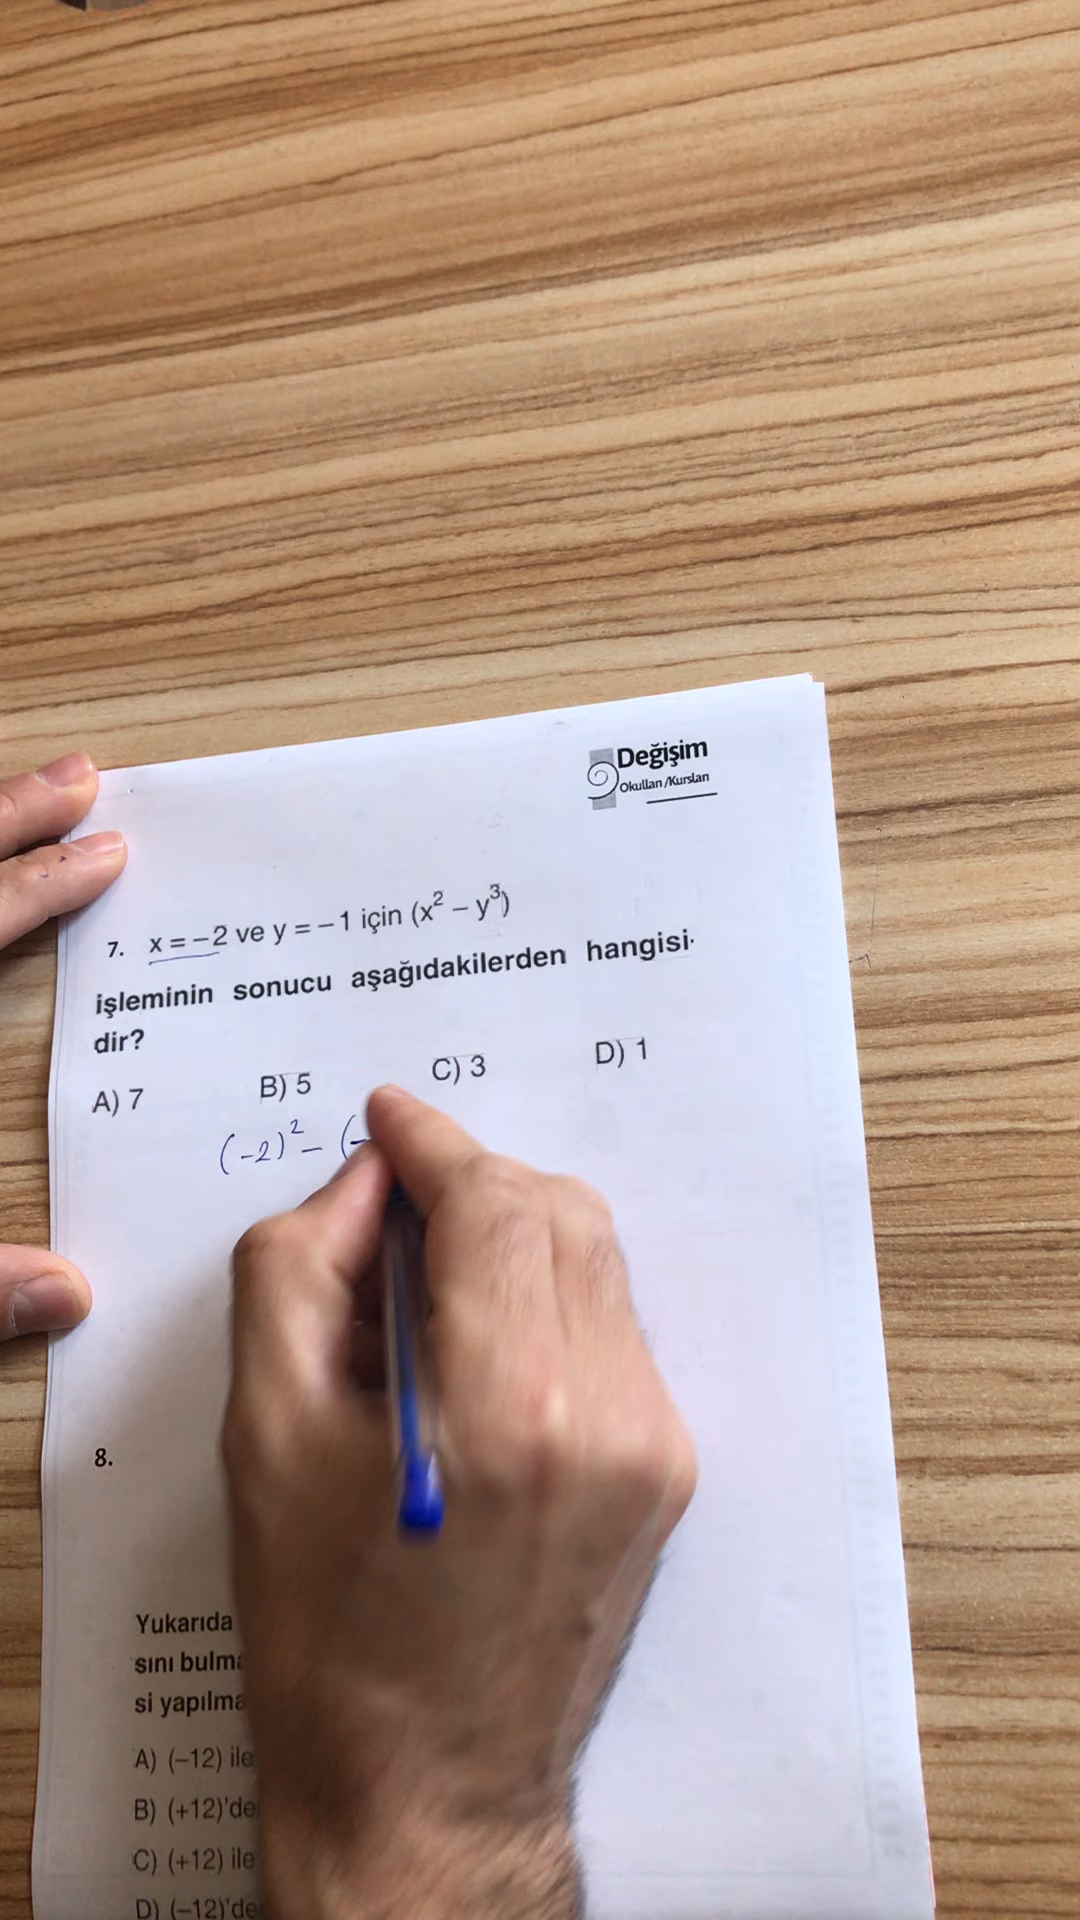 Değişim
Okulları/Kursları
7. x = −2 ve y = −1 için (x² − y³)
işleminin sonucu aşağıdakilerden hangisi-
dir?
A) 7 B) 5 C) 3 D) 1
(-2)² - (-
8.
Yukarıda
sını bulma
si yapılma
A) (−12) ile
B) (+12)'de
C) (+12) ile
D) (−12)'de